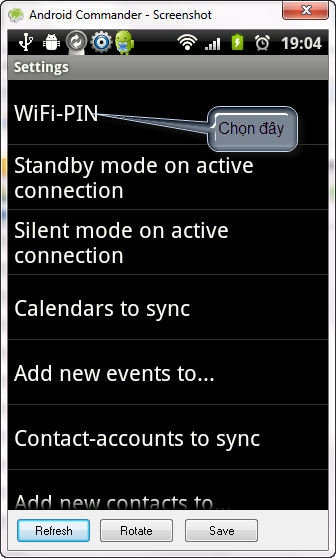 Android Commander - Screenshot
19:04
Settings
WiFi-PIN
Chọn đây
Standby mode on active
connection
Silent mode on active
connection
Calendars to sync
Add new events to...
Contact-accounts to sync
Add new contacts to...
Refresh
Rotate
Save